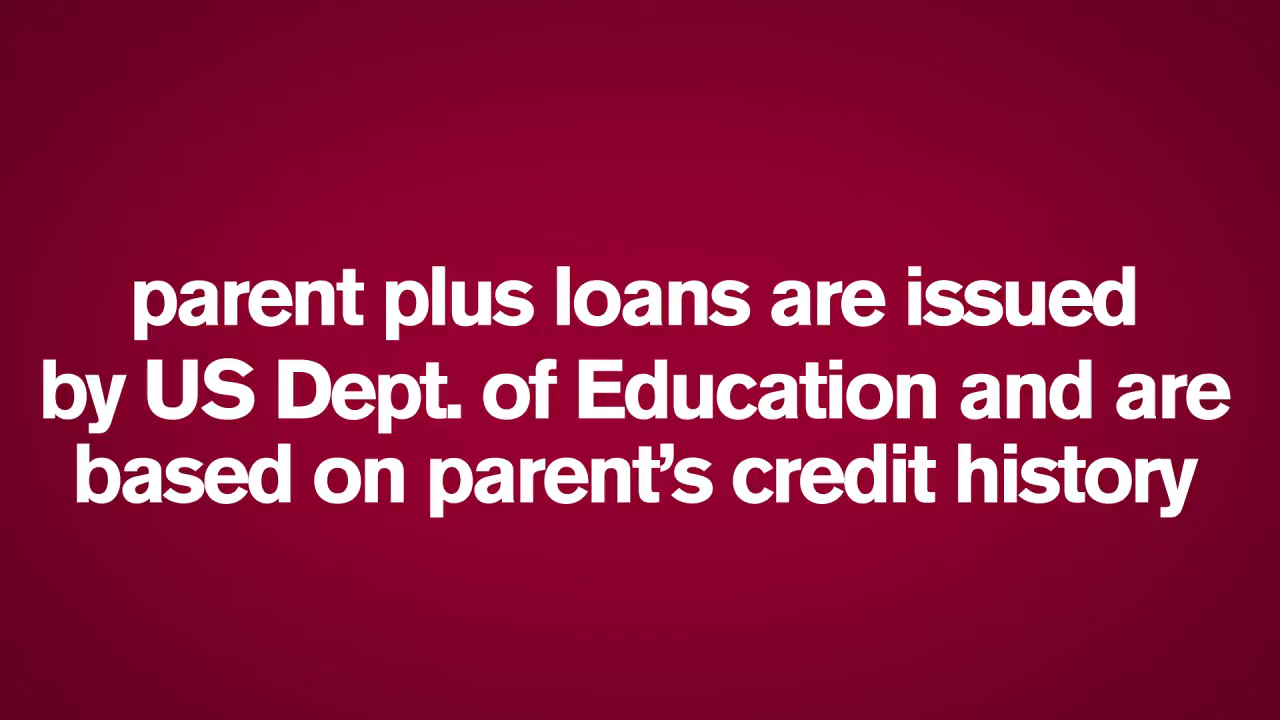 parent plus loans are issued
by US Dept. of Education and are
based on parent’s credit history